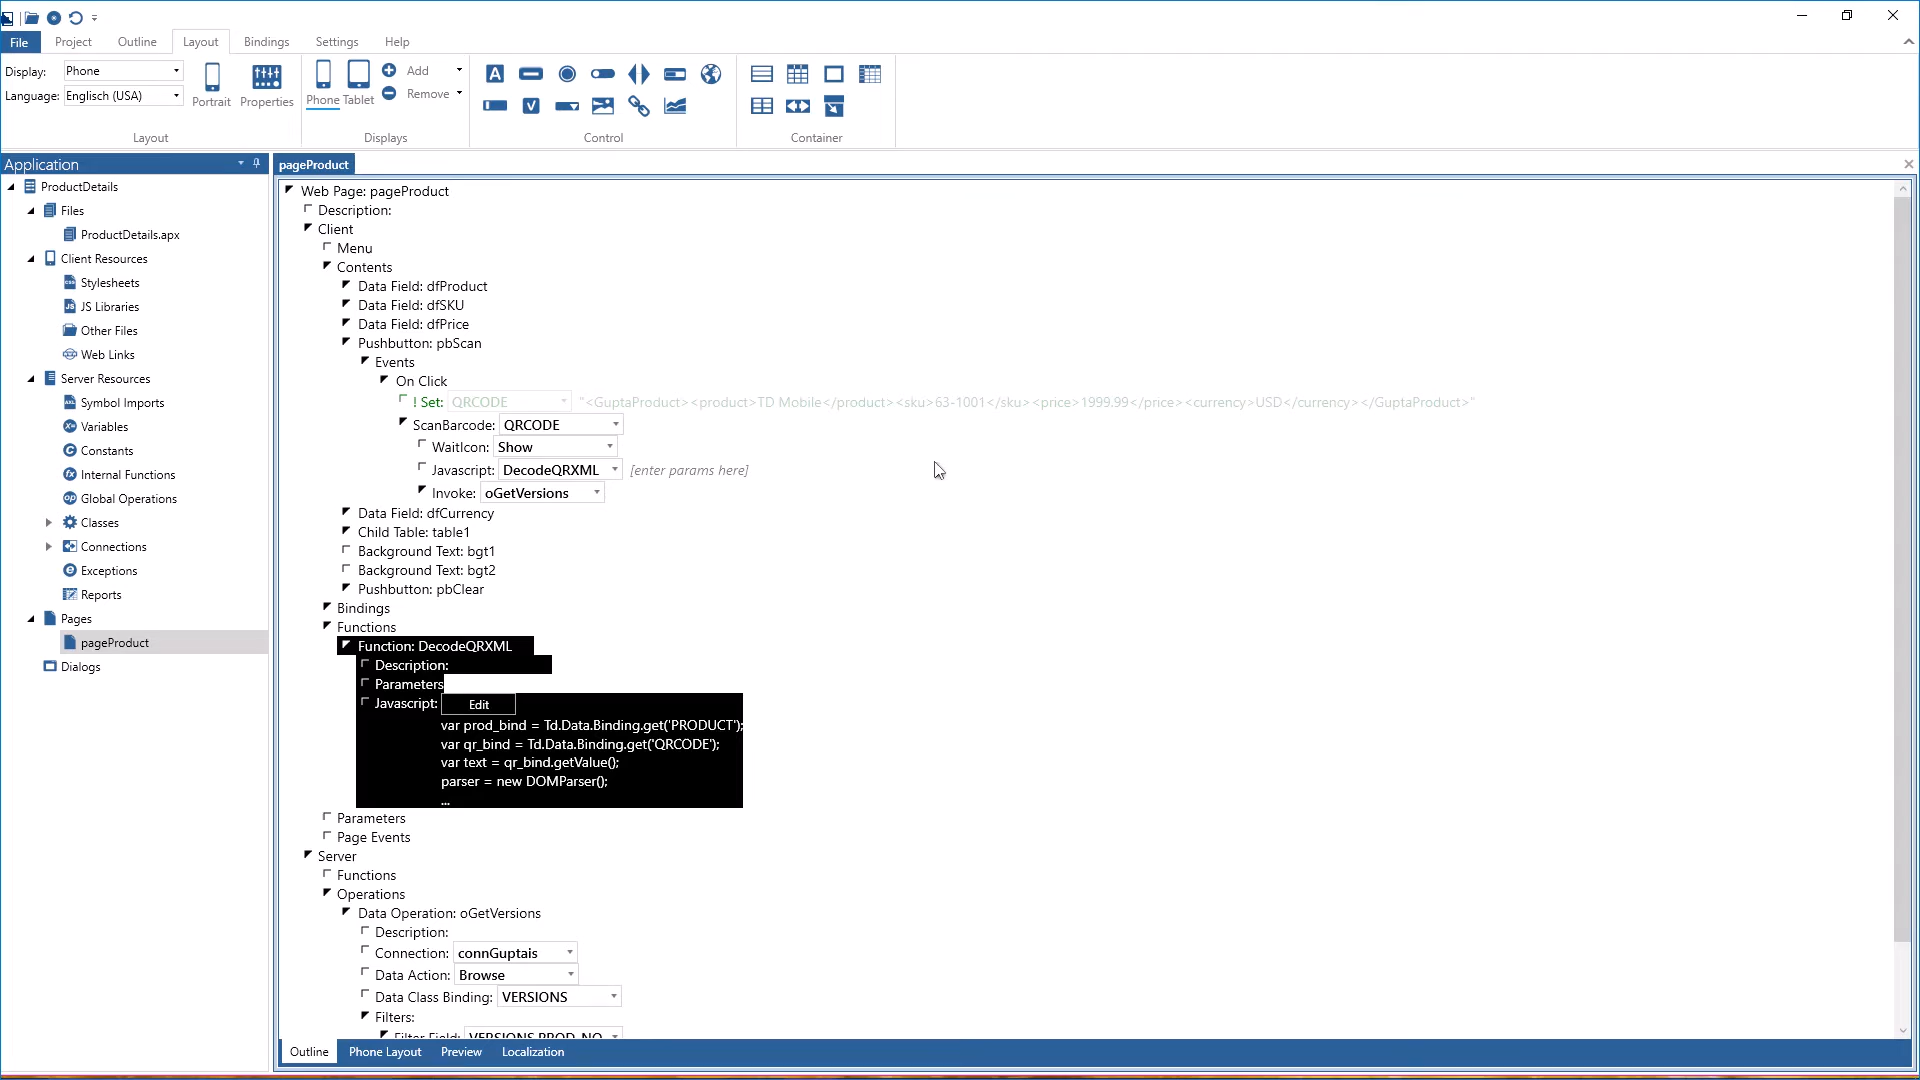 File
Project
Outline
Layout
Bindings
Settings
Help
Display:
Phone
Language:
Englisch (USA)
Portrait
Properties
Layout
Phone
Tablet
Add
Remove
Displays
Control
Container
Application
ProductDetails
Files
ProductDetails.apx
Client Resources
Stylesheets
JS Libraries
Other Files
Web Links
Server Resources
Symbol Imports
Variables
Constants
Internal Functions
Global Operations
Classes
Connections
Exceptions
Reports
Pages
pageProduct
Dialogs
pageProduct
Web Page: pageProduct
Description:
Client
Menu
Contents
Data Field: dfProduct
Data Field: dfSKU
Data Field: dfPrice
Pushbutton: pbScan
Events
On Click
! Set: QRCODE "<GuptaProduct><product>TD Mobile</product><sku>63-1001</sku><price>1999.99</price><currency>USD</currency></GuptaProduct>"
ScanBarcode: QRCODE
WaitIcon: Show
Javascript: DecodeQRXML [enter params here]
Invoke: oGetVersions
Data Field: dfCurrency
Child Table: table1
Background Text: bgt1
Background Text: bgt2
Pushbutton: pbClear
Bindings
Functions
Function: DecodeQRXML
Description:
Parameters
Javascript: Edit
var prod_bind = Td.Data.Binding.get('PRODUCT');
var qr_bind = Td.Data.Binding.get('QRCODE');
var text = qr_bind.getValue();
parser = new DOMParser();
...
Parameters
Page Events
Server
Functions
Operations
Data Operation: oGetVersions
Description:
Connection: connGuptais
Data Action: Browse
Data Class Binding: VERSIONS
Filters:
Filter Field: VERSIONS.PROD_NO
Outline
Phone Layout
Preview
Localization